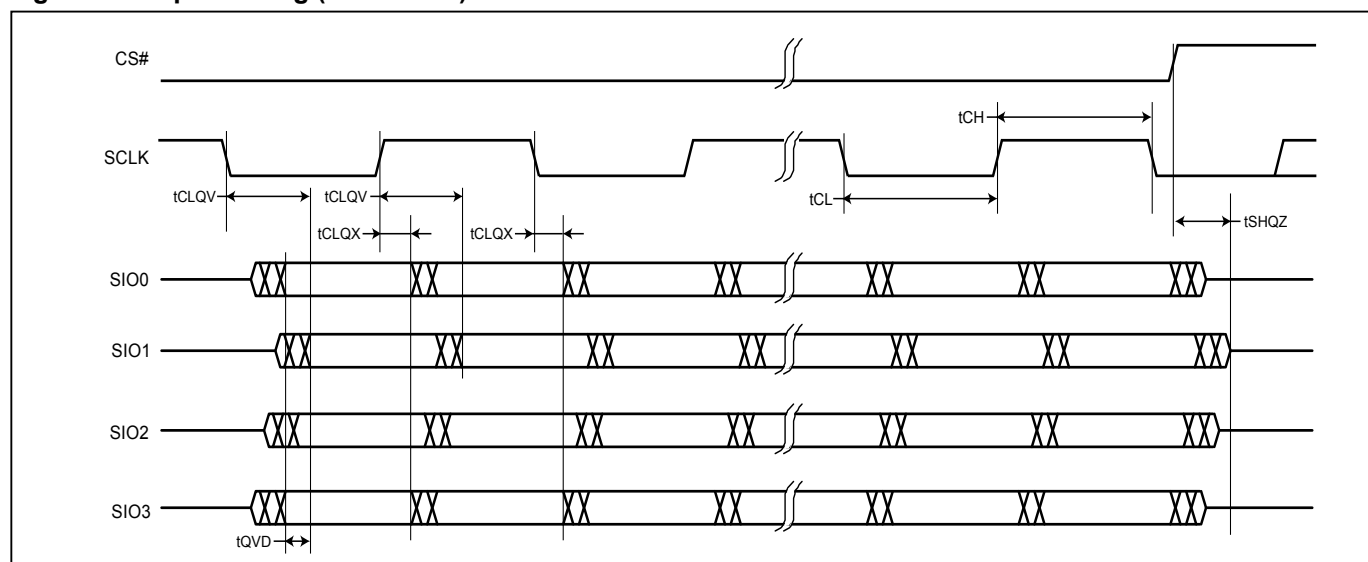 CS#
tCH
SCLK
tCLQV
tCLQV
tCL
tSHQZ
tCLQX
tCLQX
SIO0
SIO1
SIO2
SIO3
tQVD